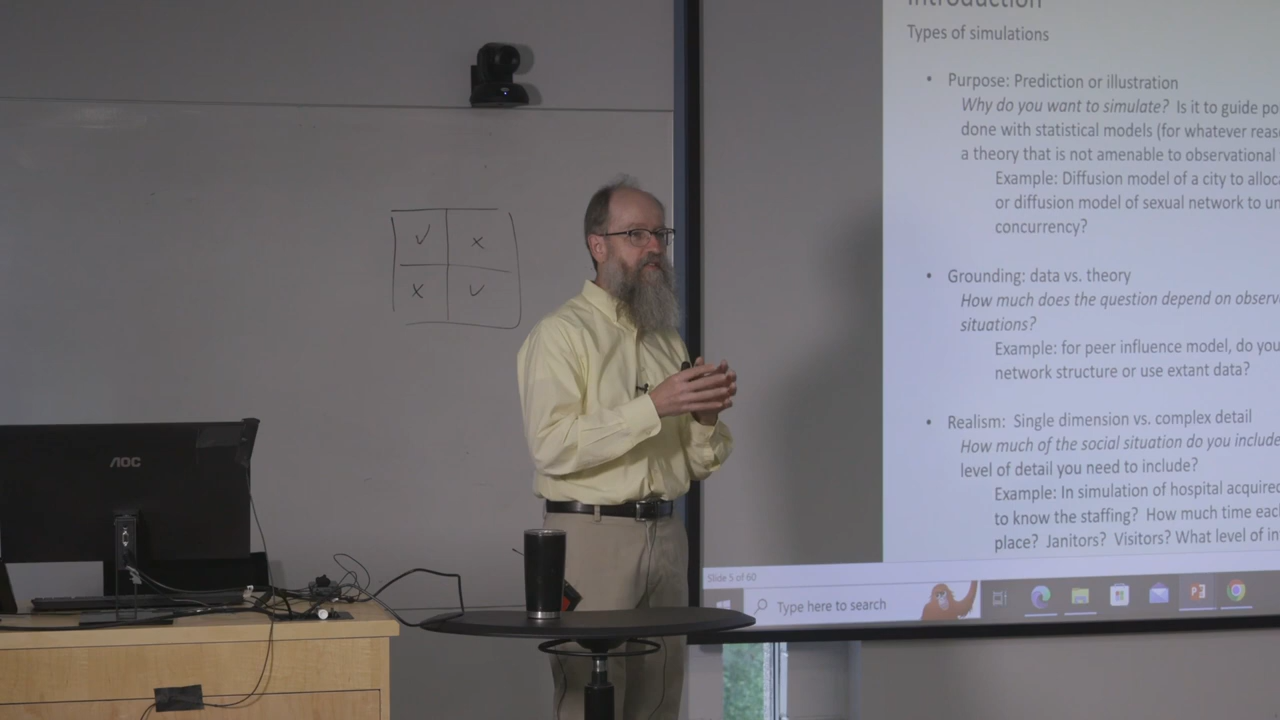 AOC
Types of simulations
• Purpose: Prediction or illustration
Why do you want to simulate? Is it to guide po
done with statistical models (for whatever reas
a theory that is not amenable to observational
Example: Diffusion model of a city to alloca
or diffusion model of sexual network to un
concurrency?
• Grounding: data vs. theory
How much does the question depend on observ
situations?
Example: for peer influence model, do you
network structure or use extant data?
• Realism: Single dimension vs. complex detail
How much of the social situation do you include
level of detail you need to include?
Example: In simulation of hospital acquired
to know the staffing? How much time eac
place? Janitors? Visitors? What level of in
Slide 5 of 60
Type here to search